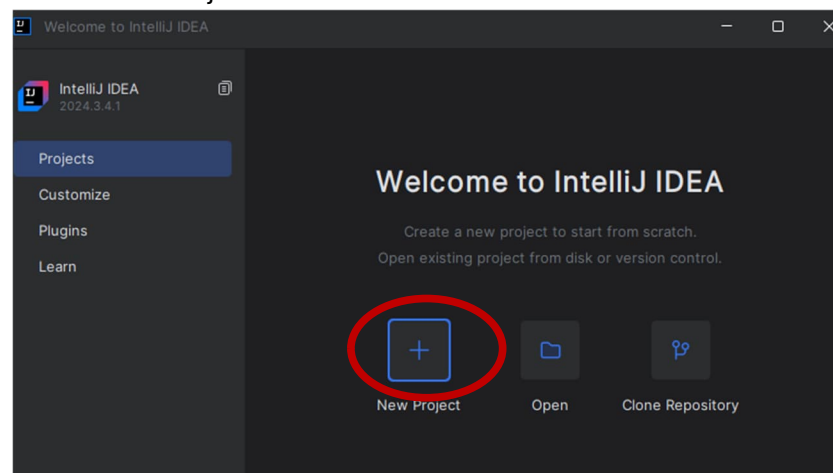 Welcome to IntelliJ IDEA
IntelliJ IDEA
2024.3.4.1
Projects
Customize
Plugins
Learn
Welcome to IntelliJ IDEA
Create a new project to start from scratch.
Open existing project from disk or version control.
New Project
Open
Clone Repository